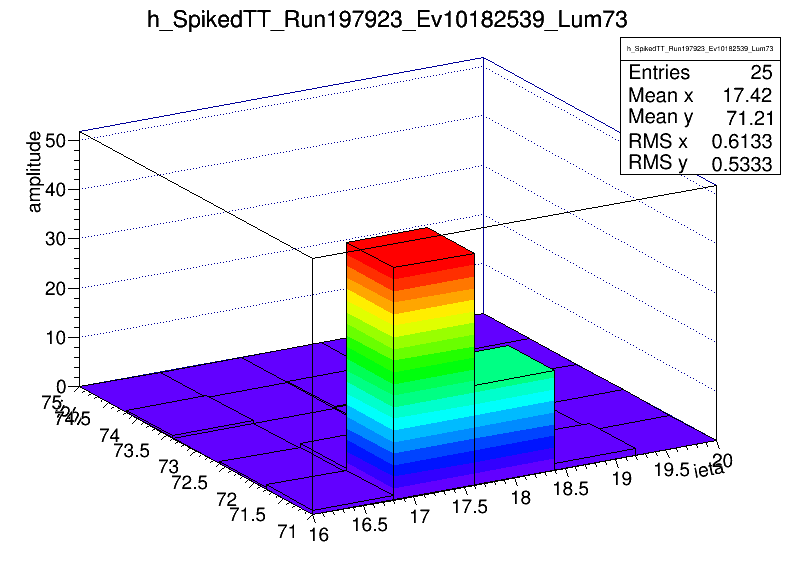 h_SpikedTT_Run197923_Ev10182539_Lum73
h_SpikedTT_Run197923_Ev10182539_Lum73
Entries 25
Mean x 17.42
Mean y 71.21
RMS x 0.6133
RMS y 0.5333
amplitude
50
40
30
20
10
0
75
74.5
74
73.5
73
72.5
72
71.5
71
16
16.5
17
17.5
18
18.5
19
19.5
20
ieta